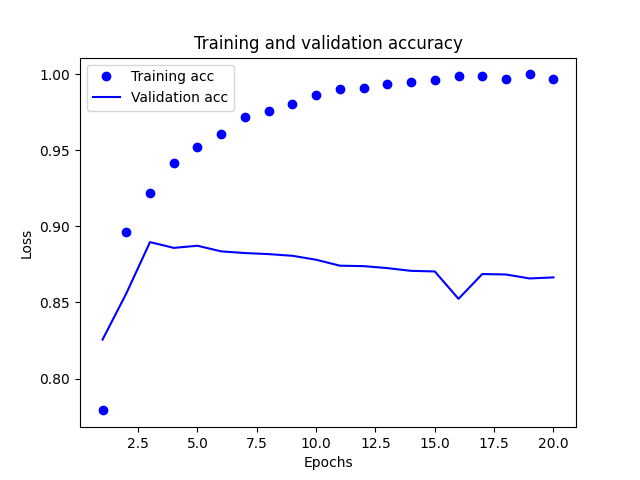 Training and validation accuracy
Training acc
Validation acc
1.00
0.95
0.90
0.85
0.80
Loss
2.5 5.0 7.5 10.0 12.5 15.0 17.5 20.0
Epochs